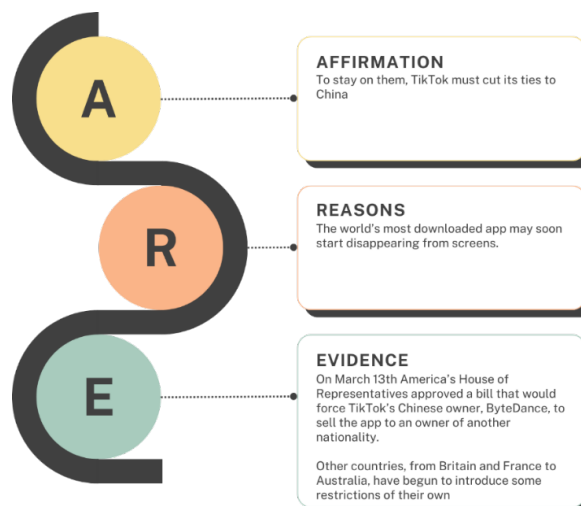 A
AFFIRMATION
To stay on them, TikTok must cut its ties to
China
R
REASONS
The world's most downloaded app may soon
start disappearing from screens.
E
EVIDENCE
On March 13th America's House of
Representatives approved a bill that would
force TikTok's Chinese owner, ByteDance, to
sell the app to an owner of another
nationality.
Other countries, from Britain and France to
Australia, have begun to introduce some
restrictions of their own